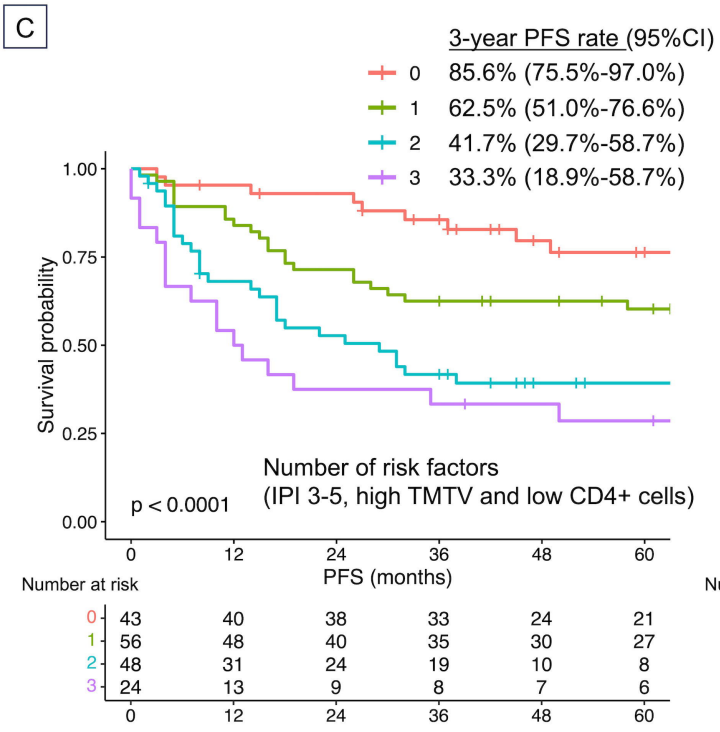 C
3-year PFS rate (95%CI)
0 85.6% (75.5%-97.0%)
1 62.5% (51.0%-76.6%)
2 41.7% (29.7%-58.7%)
3 33.3% (18.9%-58.7%)
1.00
0.75
0.50
0.25
0.00
Survival probability
Number of risk factors
(IPI 3-5, high TMTV and low CD4+ cells)
p < 0.0001
0 12 24 36 48 60
PFS (months)
Number at risk
0 43 40 38 33 24 21
1 56 48 40 35 30 27
2 48 31 24 19 10 8
3 24 13 9 8 7 6
0 12 24 36 48 60